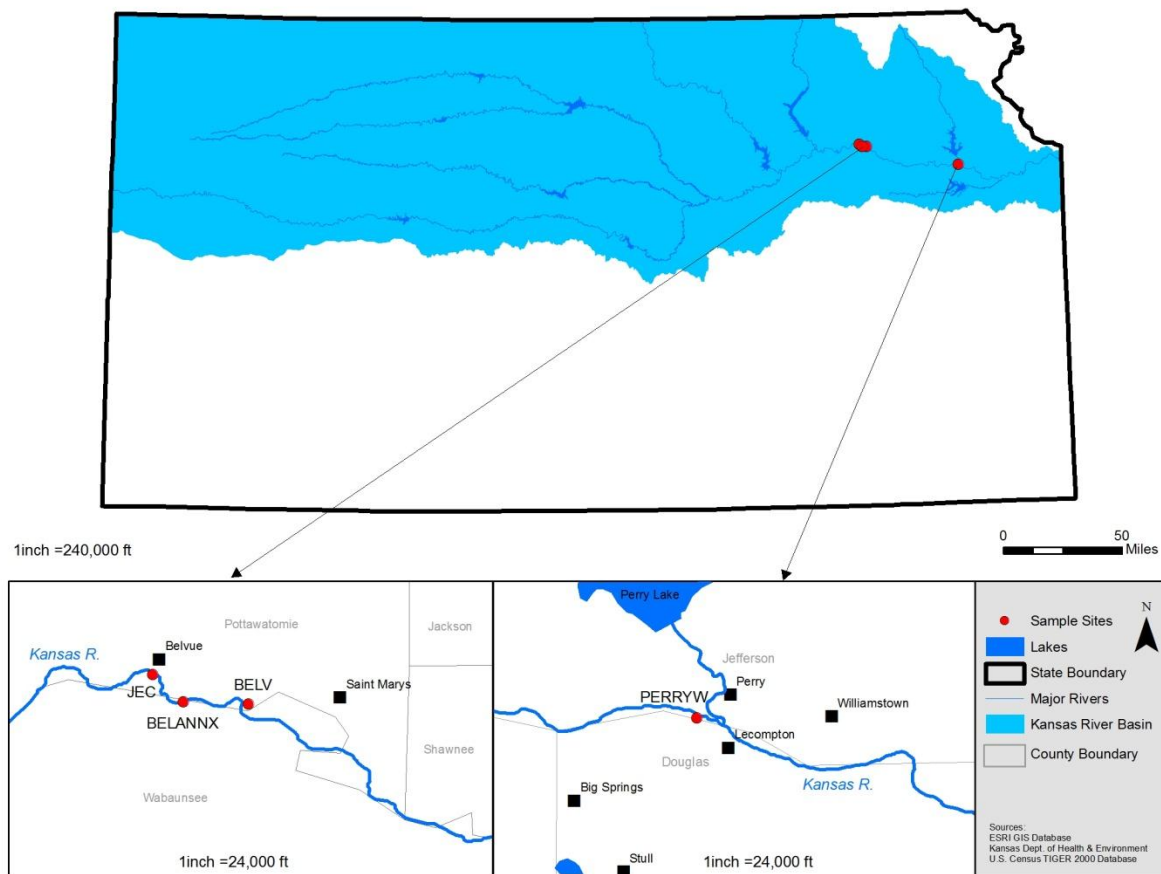 1inch =240,000 ft
0 50
Miles
Pottawatomie
Jackson
Kansas R.
Belvue
JEC
BELV
Saint Marys
BELANNX
Shawnee
Wabaunsee
1inch =24,000 ft
Perry Lake
Jefferson
Perry
PERRYW
Williamstown
Lecompton
Douglas
Kansas R.
Big Springs
Stull
1inch =24,000 ft
N
Sample Sites
Lakes
State Boundary
Major Rivers
Kansas River Basin
County Boundary
Sources:
ESRI GIS Database
Kansas Dept. of Health & Environment
U.S. Census TIGER 2000 Database